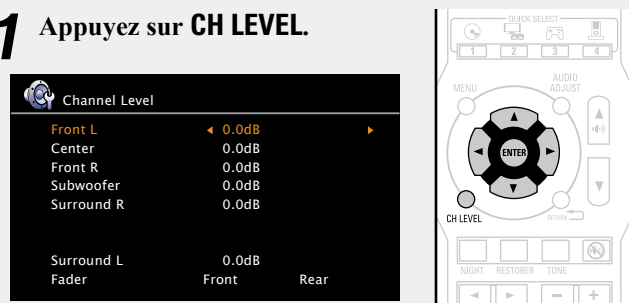 1 Appuyez sur CH LEVEL.
Channel Level
Front L 0.0dB
Center 0.0dB
Front R 0.0dB
Subwoofer 0.0dB
Surround R 0.0dB
Surround L 0.0dB
Fader Front Rear
QUICK SELECT
1 2 3 4
MENU AUDIO ADJUST
ENTER
CH LEVEL RETURN
NIGHT RESTORER TONE